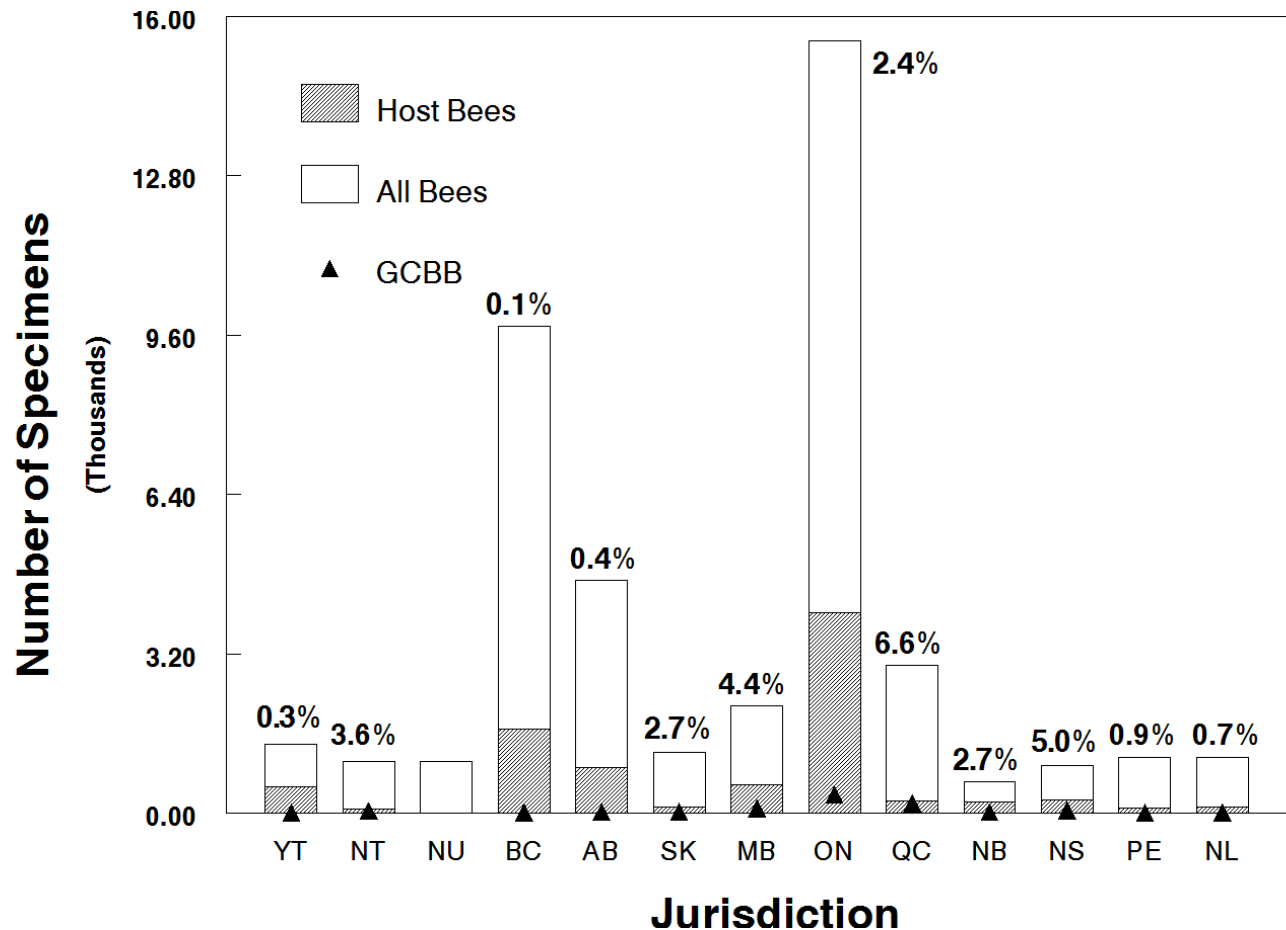 16.00
12.80
9.60
6.40
3.20
0.00
Number of Specimens
(Thousands)
Host Bees
All Bees
GCBB
0.3%
3.6%
0.1%
0.4%
2.7%
4.4%
2.4%
6.6%
2.7%
5.0%
0.9%
0.7%
YT NT NU BC AB SK MB ON QC NB NS PE NL
Jurisdiction